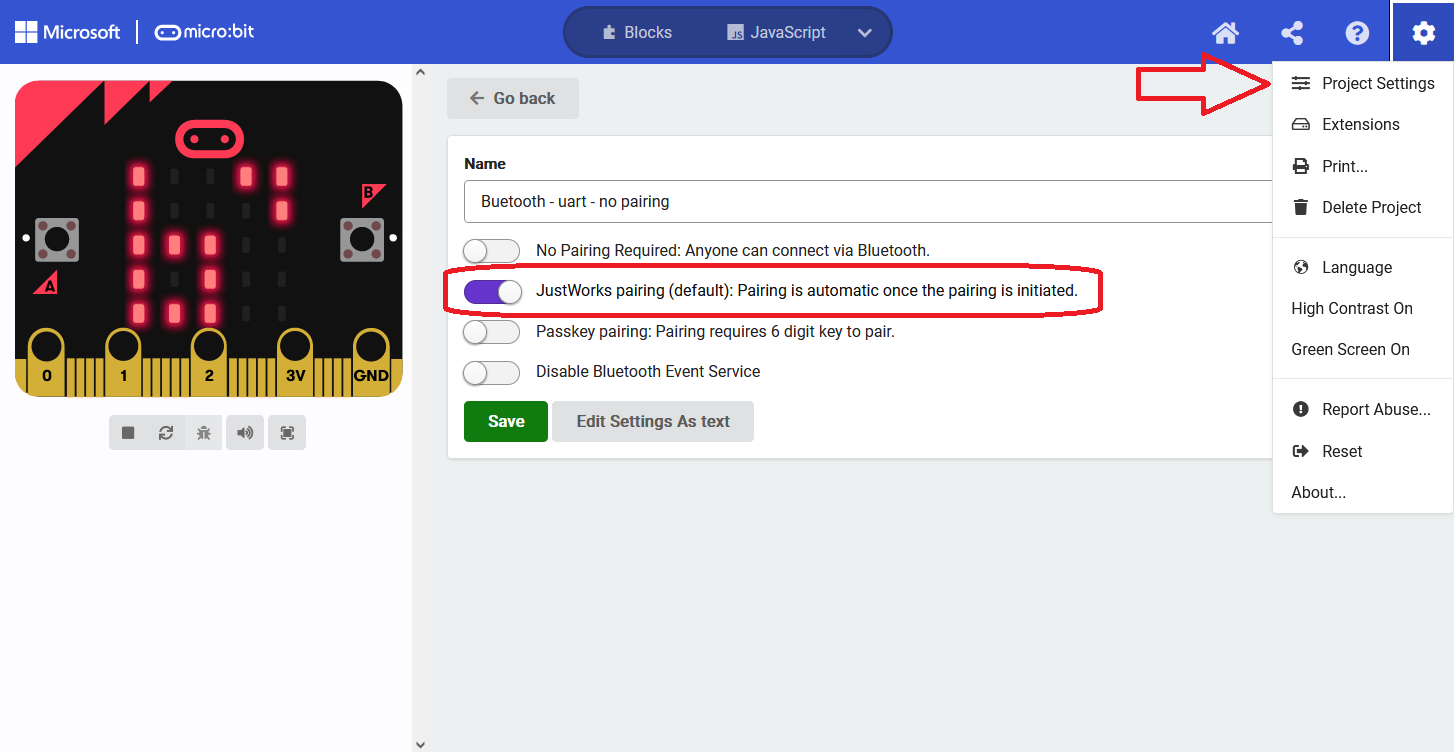 Microsoft micro:bit
Blocks JavaScript
JS
Go back
Name
Buetooth - uart - no pairing
No Pairing Required: Anyone can connect via Bluetooth.
JustWorks pairing (default): Pairing is automatic once the pairing is initiated.
Passkey pairing: Pairing requires 6 digit key to pair.
Disable Bluetooth Event Service
Save Edit Settings As text
B
A
0 1 2 3V GND
Project Settings
Extensions
Print...
Delete Project
Language
High Contrast On
Green Screen On
Report Abuse...
Reset
About...